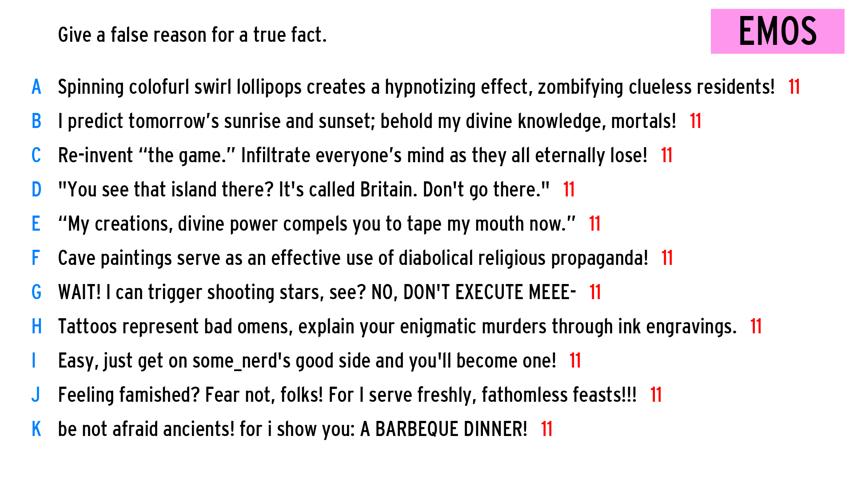 Give a false reason for a true fact.
EMOS
A Spinning colofurl swirl lollipops creates a hypnotizing effect, zombifying clueless residents! 11
B I predict tomorrow’s sunrise and sunset; behold my divine knowledge, mortals! 11
C Re-invent “the game.” Infiltrate everyone’s mind as they all eternally lose! 11
D "You see that island there? It's called Britain. Don't go there." 11
E “My creations, divine power compels you to tape my mouth now.” 11
F Cave paintings serve as an effective use of diabolical religious propaganda! 11
G WAIT! I can trigger shooting stars, see? NO, DON'T EXECUTE MEEE- 11
H Tattoos represent bad omens, explain your enigmatic murders through ink engravings. 11
I Easy, just get on some_nerd's good side and you'll become one! 11
J Feeling famished? Fear not, folks! For I serve freshly, fathomless feasts!!! 11
K be not afraid ancients! for i show you: A BARBEQUE DINNER! 11